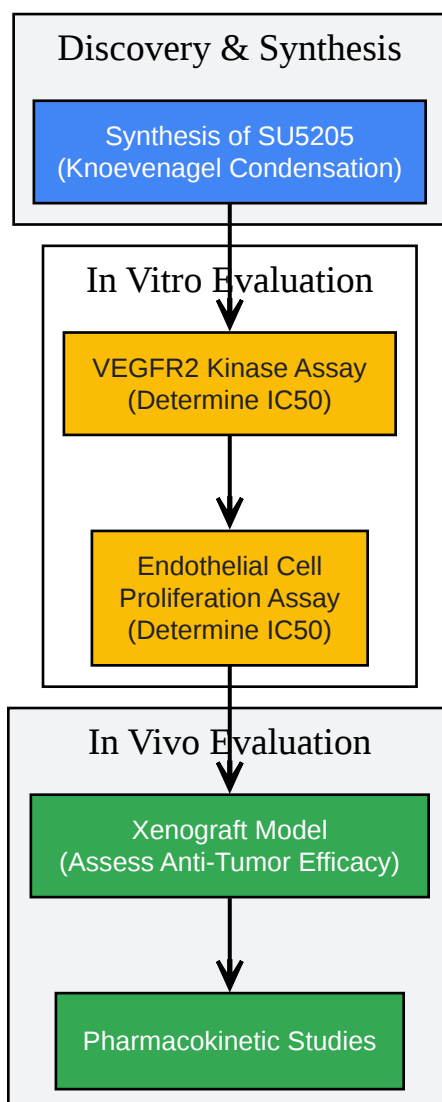 Discovery & Synthesis
Synthesis of SU5205
(Knoevenagel Condensation)
In Vitro Evaluation
VEGFR2 Kinase Assay
(Determine IC50)
Endothelial Cell
Proliferation Assay
(Determine IC50)
In Vivo Evaluation
Xenograft Model
(Assess Anti-Tumor Efficacy)
Pharmacokinetic Studies